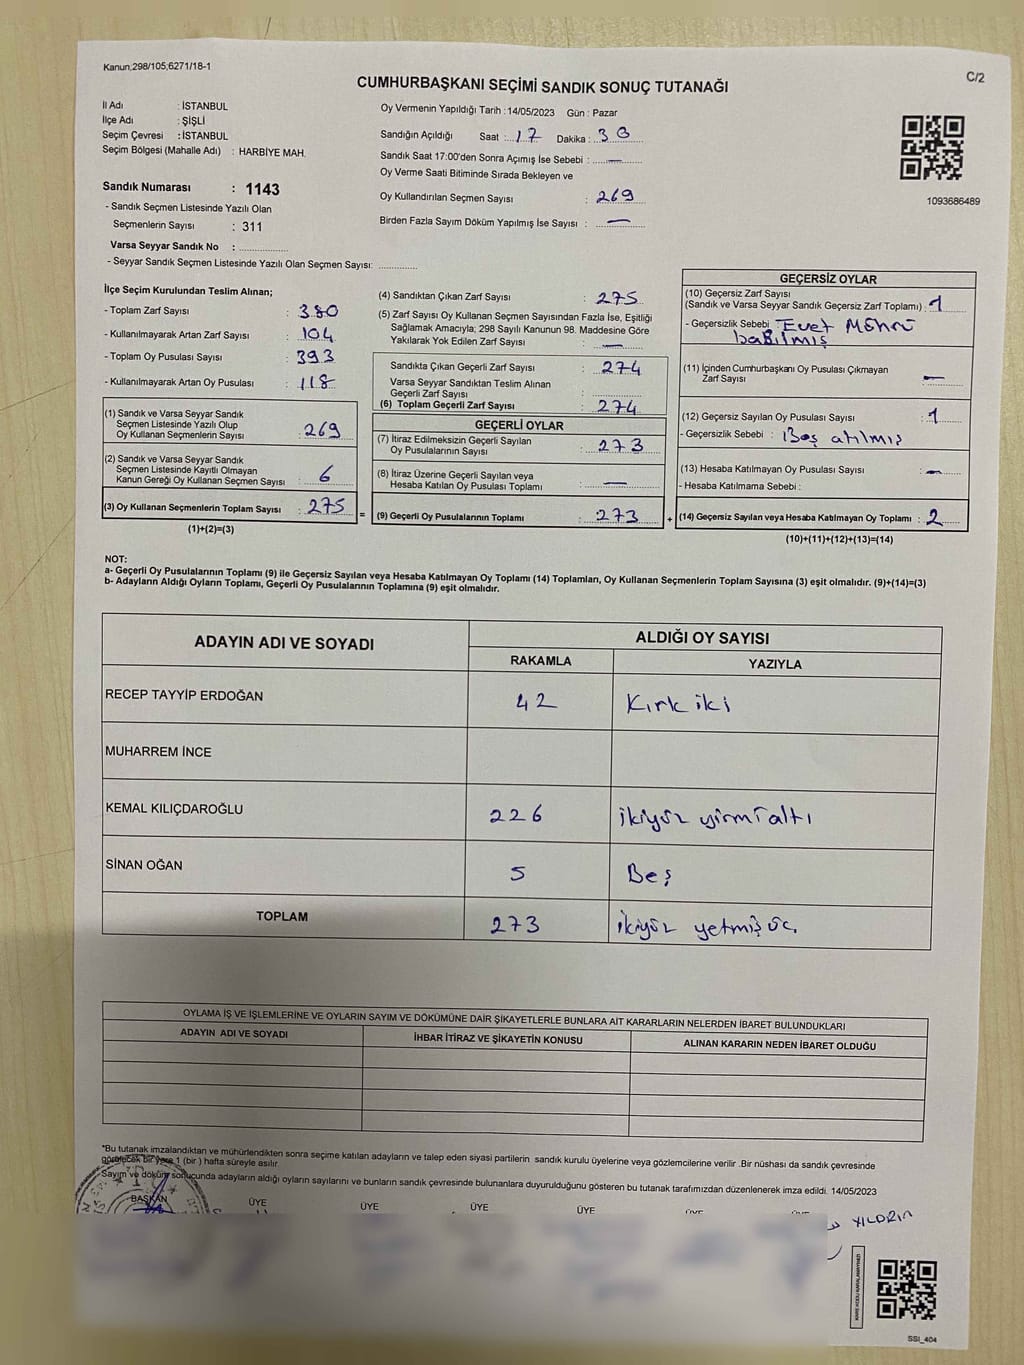 Kanun;298/105;6271/18-1
C/2
CUMHURBAŞKANI SEÇİMİ SANDIK SONUÇ TUTANAĞI
İl Adı : İSTANBUL
İlçe Adı : ŞİŞLİ
Seçim Çevresi : İSTANBUL
Seçim Bölgesi (Mahalle Adı) : HARBİYE MAH.
Sandık Numarası : 1143
- Sandık Seçmen Listesinde Yazılı Olan
Seçmenlerin Sayısı : 311
Varsa Seyyar Sandık No : ...............
- Seyyar Sandık Seçmen Listesinde Yazılı Olan Seçmen Sayısı: .............
Oy Vermenin Yapıldığı Tarih : 14/05/2023 Gün : Pazar
Sandığın Açıldığı Saat : 17 Dakika : 30
Sandık Saat 17:00'den Sonra Açımış İse Sebebi : —
Oy Verme Saati Bitiminde Sırada Bekleyen ve
Oy Kullandırılan Seçmen Sayısı : 269
Birden Fazla Sayım Döküm Yapılmış İse Sayısı : —
1093686489
İlçe Seçim Kurulundan Teslim Alınan;
- Toplam Zarf Sayısı : 380
- Kullanılmayarak Artan Zarf Sayısı : 104
- Toplam Oy Pusulası Sayısı : 393
- Kullanılmayarak Artan Oy Pusulası : 118
(1) Sandık ve Varsa Seyyar Sandık
Seçmen Listesinde Yazılı Olup
Oy Kullanan Seçmenlerin Sayısı : 269
(2) Sandık ve Varsa Seyyar Sandık
Seçmen Listesinde Kayıtlı Olmayan
Kanun Gereği Oy Kullanan Seçmen Sayısı : 6
(3) Oy Kullanan Seçmenlerin Toplam Sayısı : 275
(1)+(2)=(3)
(4) Sandıktan Çıkan Zarf Sayısı : 275
(5) Zarf Sayısı Oy Kullanan Seçmen Sayısından Fazla İse, Eşitliği
Sağlamak Amacıyla; 298 Sayılı Kanunun 98. Maddesine Göre
Yakılarak Yok Edilen Zarf Sayısı : —
Sandıkta Çıkan Geçerli Zarf Sayısı : 274
Varsa Seyyar Sandıktan Teslim Alınan
Geçerli Zarf Sayısı : .............
(6) Toplam Geçerli Zarf Sayısı : 274
GEÇERLİ OYLAR
(7) İtiraz Edilmeksizin Geçerli Sayılan
Oy Pusulalarının Sayısı : 273
(8) İtiraz Üzerine Geçerli Sayılan veya
Hesaba Katılan Oy Pusulası Toplamı : —
= (9) Geçerli Oy Pusulalarının Toplamı : 273
GEÇERSİZ OYLAR
(10) Geçersiz Zarf Sayısı
(Sandık ve Varsa Seyyar Sandık Geçersiz Zarf Toplamı) : 1
- Geçersizlik Sebebi : Evet Mührü
basılmış
(11) İçinden Cumhurbaşkanı Oy Pusulası Çıkmayan
Zarf Sayısı : —
(12) Geçersiz Sayılan Oy Pusulası Sayısı : 1
- Geçersizlik Sebebi : Boş atılmış
(13) Hesaba Katılmayan Oy Pusulası Sayısı : —
- Hesaba Katılmama Sebebi :
+ (14) Geçersiz Sayılan veya Hesaba Katılmayan Oy Toplamı : 2
(10)+(11)+(12)+(13)=(14)
NOT:
a- Geçerli Oy Pusulalarının Toplamı (9) ile Geçersiz Sayılan veya Hesaba Katılmayan Oy Toplamı (14) Toplamları, Oy Kullanan Seçmenlerin Toplam Sayısına (3) eşit olmalıdır. (9)+(14)=(3)
b- Adayların Aldığı Oyların Toplamı, Geçerli Oy Pusulalarının Toplamına (9) eşit olmalıdır.
ADAYIN ADI VE SOYADI
ALDIĞI OY SAYISI
RAKAMLA YAZIYLA
RECEP TAYYİP ERDOĞAN 42 Kırk iki
MUHARREM İNCE
KEMAL KILIÇDAROĞLU 226 ikiyüz yirmi altı
SİNAN OĞAN 5 Beş
TOPLAM 273 ikiyüz yetmiş üç.
OYLAMA İŞ VE İŞLEMLERİNE VE OYLARIN SAYIM VE DÖKÜMÜNE DAİR ŞİKAYETLERLE BUNLARA AİT KARARLARIN NELERDEN İBARET BULUNDUKLARI
ADAYIN ADI VE SOYADI İHBAR İTİRAZ VE ŞİKAYETİN KONUSU ALINAN KARARIN NEDEN İBARET OLDUĞU
*Bu tutanak imzalandıktan ve mühürlendikten sonra seçime katılan adayların ve talep eden siyasi partilerin sandık kurulu üyelerine veya gözlemcilerine verilir .Bir nüshası da sandık çevresinde
görülecek bir yere 1 (bir ) hafta süreyle asılır.
Sayım ve döküm sonucunda adayların aldığı oyların sayılarını ve bunların sandık çevresinde bulunanlara duyurulduğunu gösteren bu tutanak tarafımızdan düzenlenerek imza edildi. 14/05/2023
BAŞKAN ÜYE ÜYE ÜYE ÜYE
YILDIRIM
SSI_404